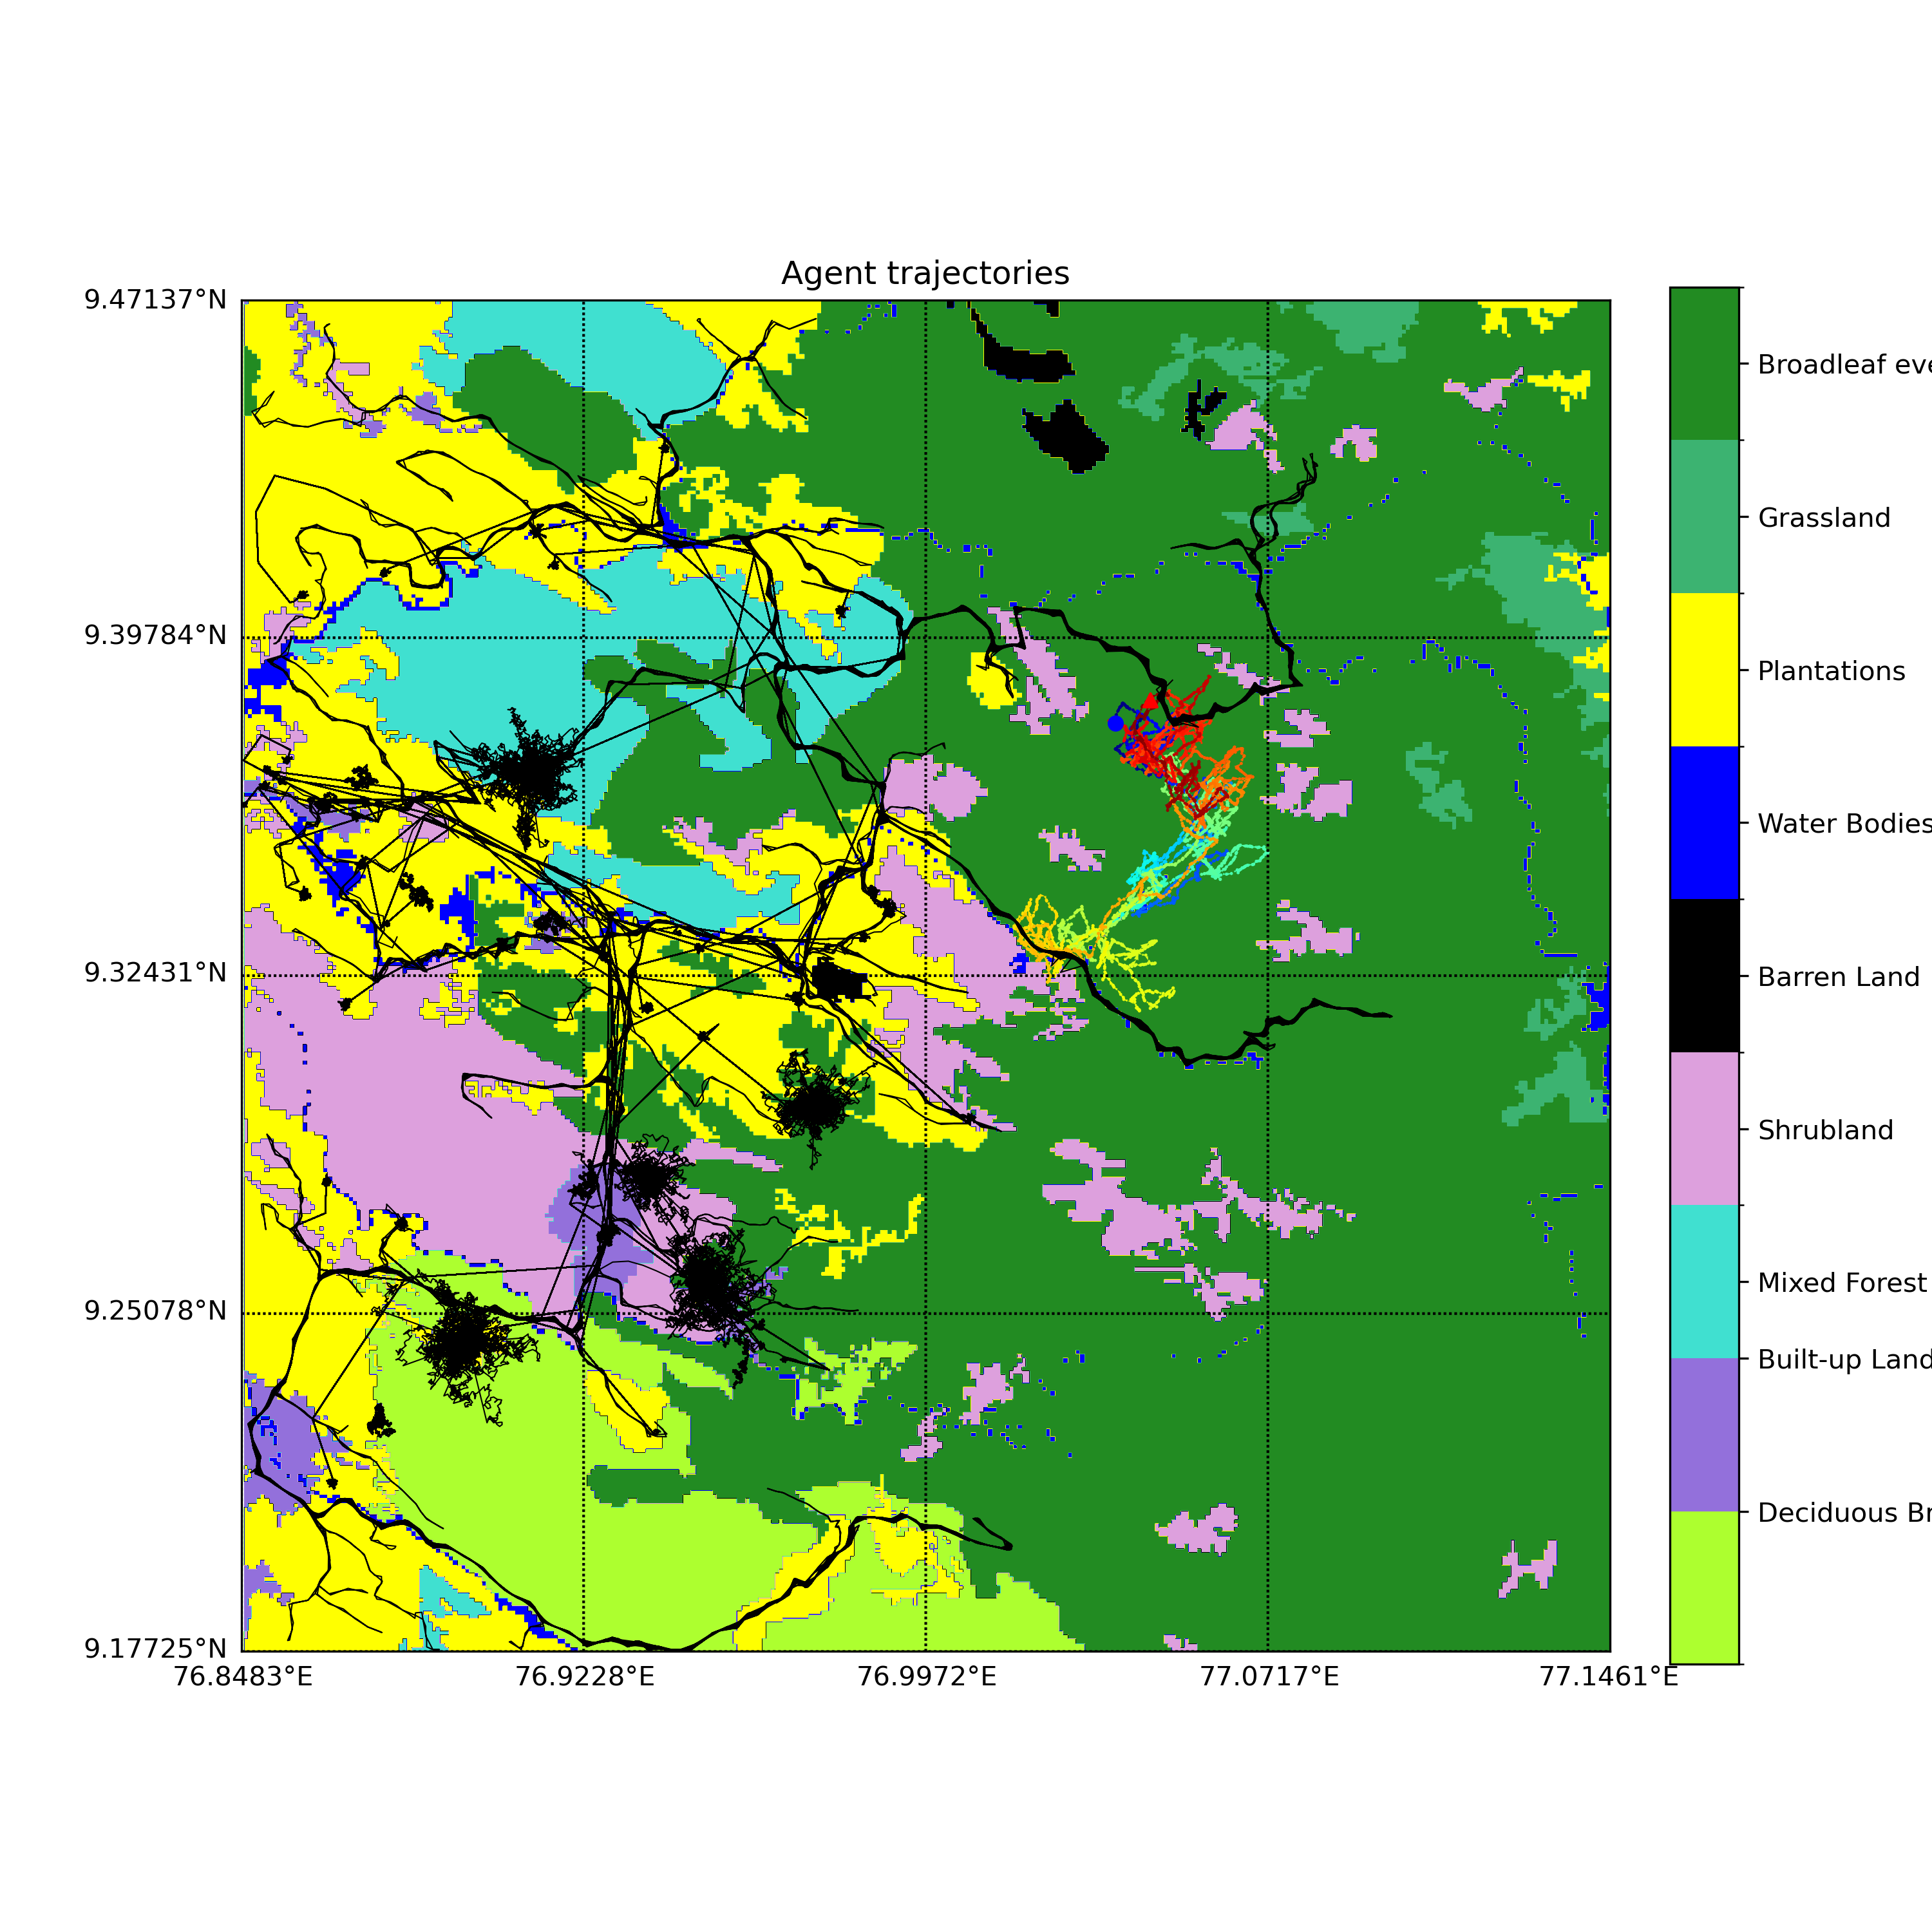 Agent trajectories
9.47137°N
9.39784°N
9.32431°N
9.25078°N
9.17725°N
76.8483°E
76.9228°E
76.9972°E
77.0717°E
77.1461°E
Broadleaf eve
Grassland
Plantations
Water Bodies
Barren Land
Shrubland
Mixed Forest
Built-up Land
Deciduous Br